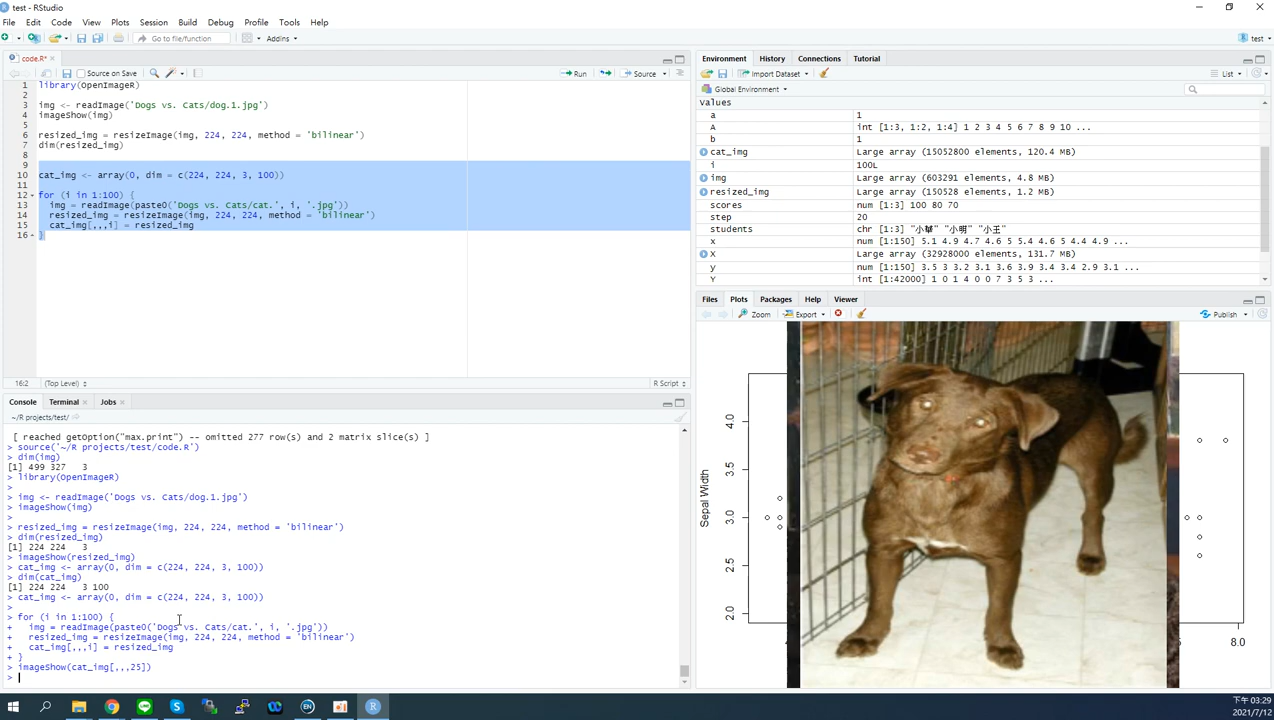 test - RStudio
File Edit Code View Plots Session Build Debug Profile Tools Help
Go to file/function Addins test
code.R*
Source on Save Run Source
1 library(OpenImageR)
2
3 img <- readImage('Dogs vs. Cats/dog.1.jpg')
4 imageShow(img)
5
6 resized_img = resizeImage(img, 224, 224, method = 'bilinear')
7 dim(resized_img)
8
9
10 cat_img <- array(0, dim = c(224, 224, 3, 100))
11
12 for (i in 1:100) {
13 img = readImage(paste0('Dogs vs. Cats/cat.', i, '.jpg'))
14 resized_img = resizeImage(img, 224, 224, method = 'bilinear')
15 cat_img[,,,i] = resized_img
16 }
16:2 (Top Level) R Script
Console Terminal Jobs
~/R projects/test/
[ reached getOption("max.print") -- omitted 277 row(s) and 2 matrix slice(s) ]
> source('~/R projects/test/code.R')
> dim(img)
[1] 499 327 3
> library(OpenImageR)
>
> img <- readImage('Dogs vs. Cats/dog.1.jpg')
> imageShow(img)
>
> resized_img = resizeImage(img, 224, 224, method = 'bilinear')
> dim(resized_img)
[1] 224 224 3
> imageShow(resized_img)
> cat_img <- array(0, dim = c(224, 224, 3, 100))
> dim(cat_img)
[1] 224 224 3 100
> cat_img <- array(0, dim = c(224, 224, 3, 100))
>
> for (i in 1:100) {
+ img = readImage(paste0('Dogs vs. Cats/cat.', i, '.jpg'))
+ resized_img = resizeImage(img, 224, 224, method = 'bilinear')
+ cat_img[,,,i] = resized_img
+ }
> imageShow(cat_img[,,,25])
>
Environment History Connections Tutorial
Import Dataset List
Global Environment
values
a 1
A int [1:3, 1:2, 1:4] 1 2 3 4 5 6 7 8 9 10 ...
b 1
cat_img Large array (15052800 elements, 120.4 MB)
i 100L
img Large array (603291 elements, 4.8 MB)
resized_img Large array (150528 elements, 1.2 MB)
scores num [1:3] 100 80 70
step 20
students chr [1:3] "小華" "小明" "小王"
x num [1:150] 5.1 4.9 4.7 4.6 5 5.4 4.6 5 4.4 4.9 ...
X Large array (32928000 elements, 131.7 MB)
y num [1:150] 3.5 3 3.2 3.1 3.6 3.9 3.4 3.4 2.9 3.1 ...
Y int [1:42000] 1 0 1 4 0 0 7 3 5 3 ...
Files Plots Packages Help Viewer
Zoom Export Publish
Sepal Width
4.0
3.5
3.0
2.5
2.0
8.0
下午 03:29
2021/7/12